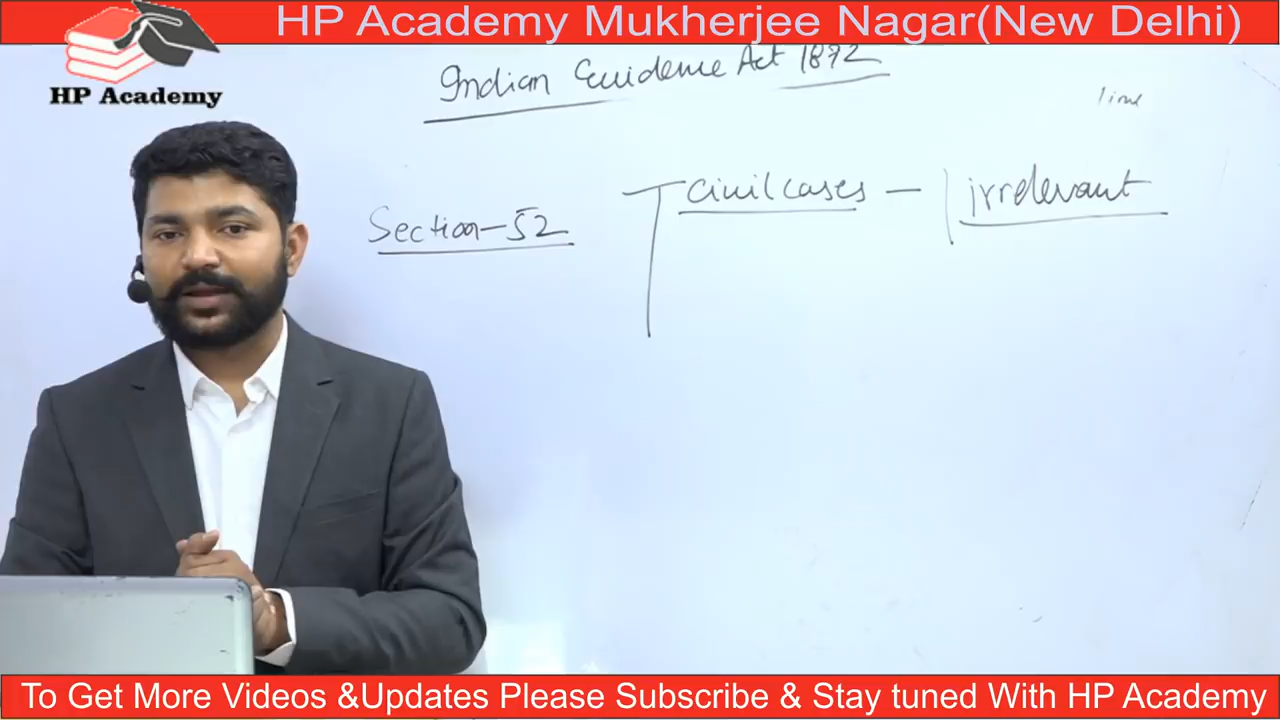 HP Academy Mukherjee Nagar(New Delhi)
HP Academy
Indian Evidence Act 1872
Section-52
civil cases - irrelevant
To Get More Videos &Updates Please Subscribe & Stay tuned With HP Academy